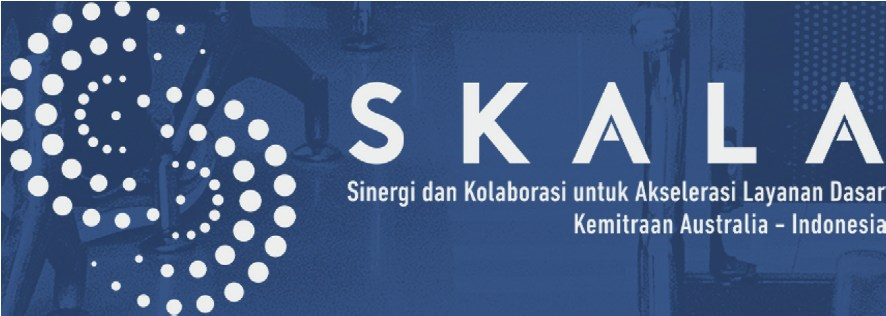 SKALA
Sinergi dan Kolaborasi untuk Akselerasi Layanan Dasar
Kemitraan Australia - Indonesia